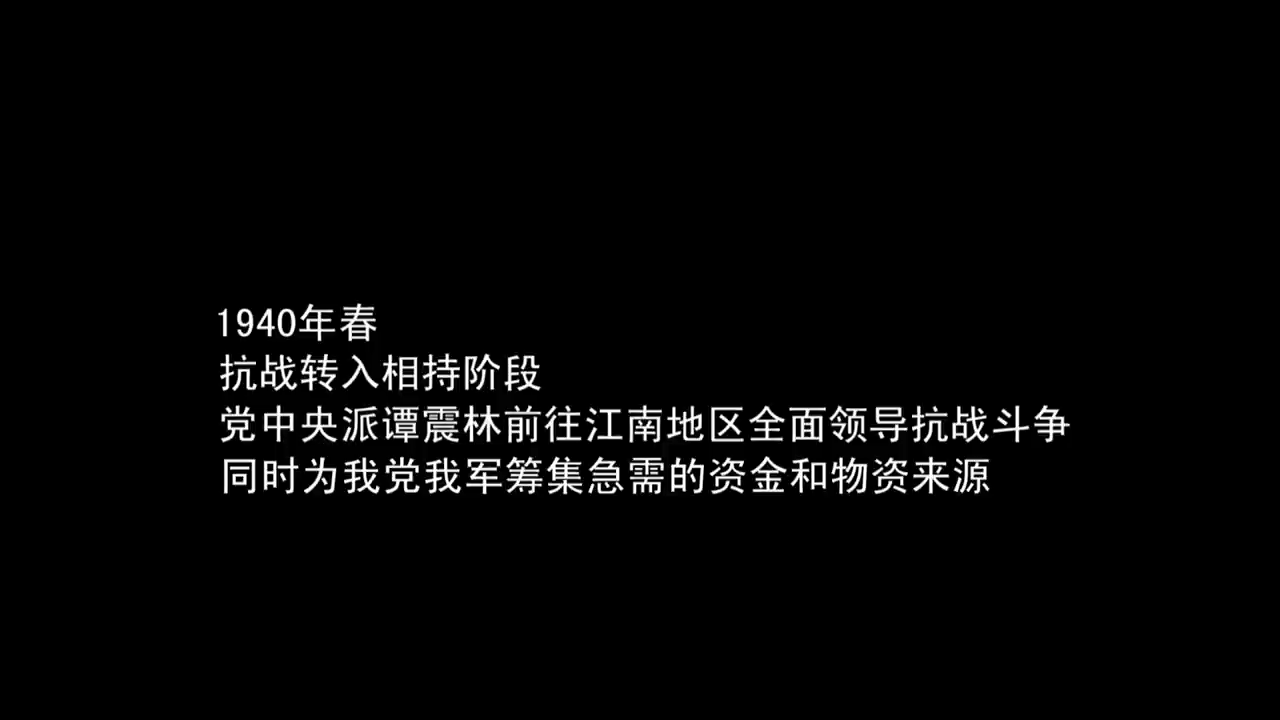 1940年春
抗战转入相持阶段
党中央派谭震林前往江南地区全面领导抗战斗争
同时为我党我军筹集急需的资金和物资来源